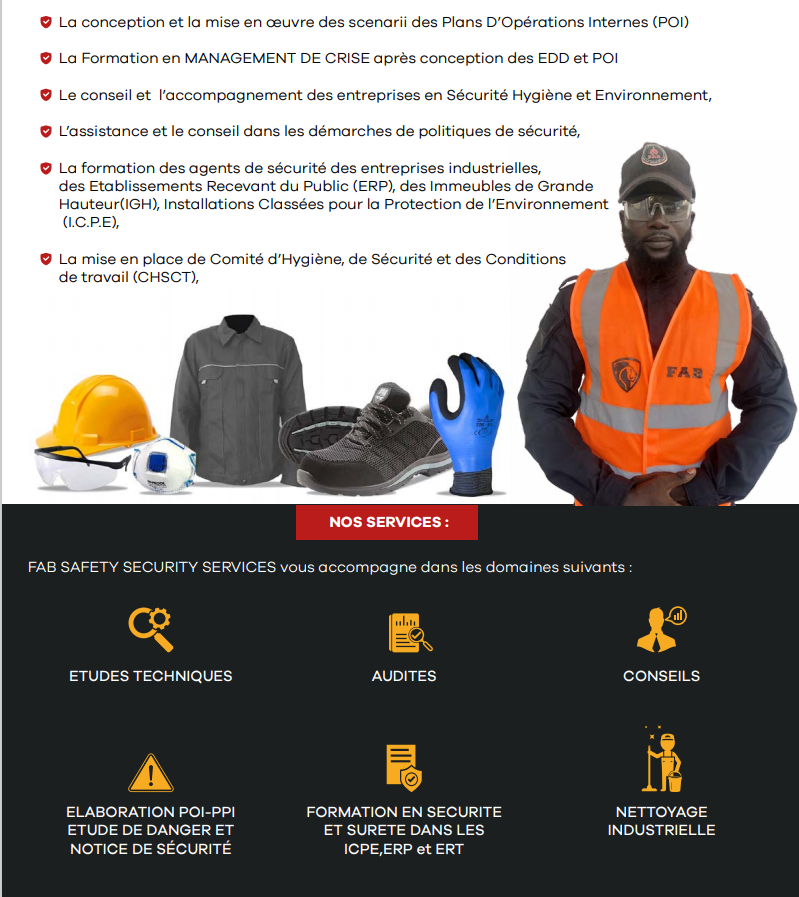 La conception et la mise en œuvre des scenarii des Plans D’Opérations Internes (POI)
La Formation en MANAGEMENT DE CRISE après conception des EDD et POI
Le conseil et l’accompagnement des entreprises en Sécurité Hygiène et Environnement,
L’assistance et le conseil dans les démarches de politiques de sécurité,
La formation des agents de sécurité des entreprises industrielles,
des Etablissements Recevant du Public (ERP), des Immeubles de Grande
Hauteur(IGH), Installations Classées pour la Protection de l’Environnement
(I.C.P.E),
La mise en place de Comité d’Hygiène, de Sécurité et des Conditions
de travail (CHSCT),
FAB
NOS SERVICES :
FAB SAFETY SECURITY SERVICES vous accompagne dans les domaines suivants :
ETUDES TECHNIQUES
AUDITES
CONSEILS
ELABORATION POI-PPI
ETUDE DE DANGER ET
NOTICE DE SÉCURITÉ
FORMATION EN SECURITE
ET SURETE DANS LES
ICPE,ERP et ERT
NETTOYAGE
INDUSTRIELLE